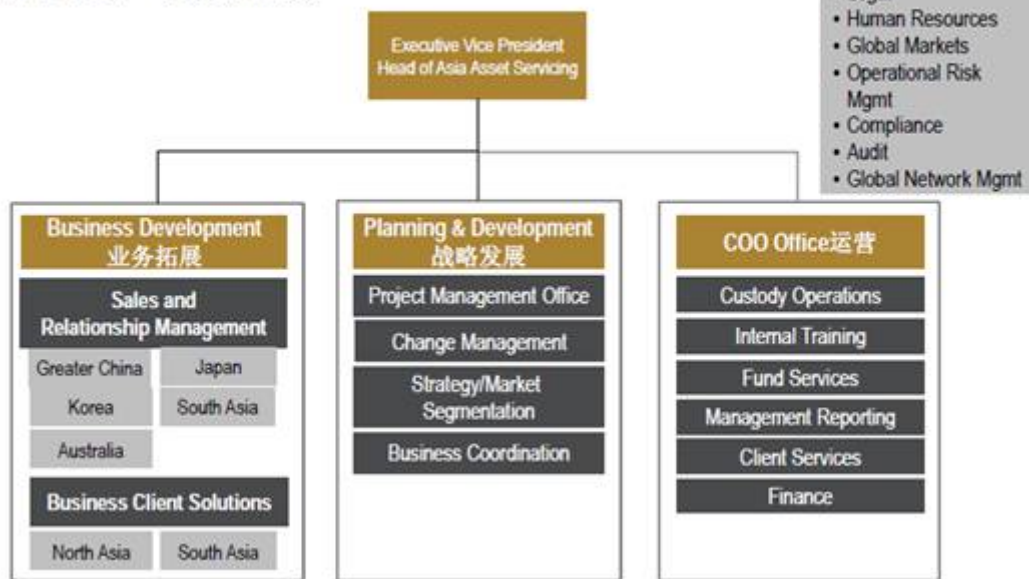 Executive Vice President
Head of Asia Asset Servicing
• Human Resources
• Global Markets
• Operational Risk
Mgmt
• Compliance
• Audit
• Global Network Mgmt
Business Development
业务拓展
Sales and
Relationship Management
Greater China
Japan
Korea
South Asia
Australia
Business Client Solutions
North Asia
South Asia
Planning & Development
战略发展
Project Management Office
Change Management
Strategy/Market
Segmentation
Business Coordination
COO Office运营
Custody Operations
Internal Training
Fund Services
Management Reporting
Client Services
Finance